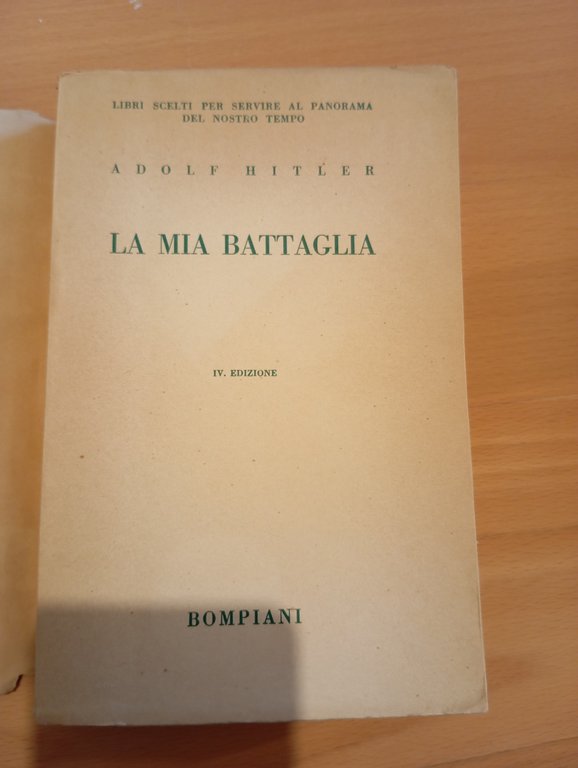 LIBRI SCELTI PER SERVIRE AL PANORAMA
DEL NOSTRO TEMPO
ADOLF HITLER
LA MIA BATTAGLIA
IV. EDIZIONE
BOMPIANI